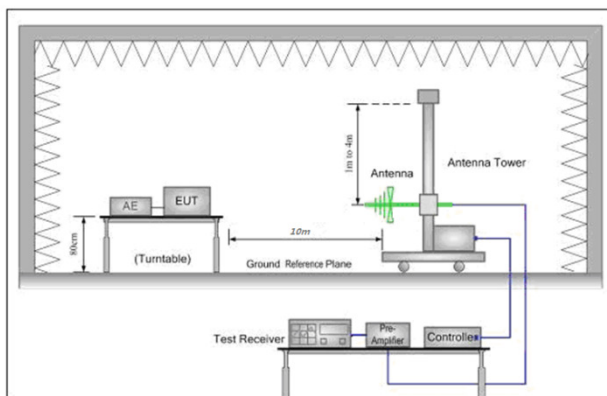 1m to 4m
Antenna
Antenna Tower
AE
EUT
80cm
(Turntable)
10m
Ground Reference Plane
Test Receiver
Pre-
Amplifier
Controller